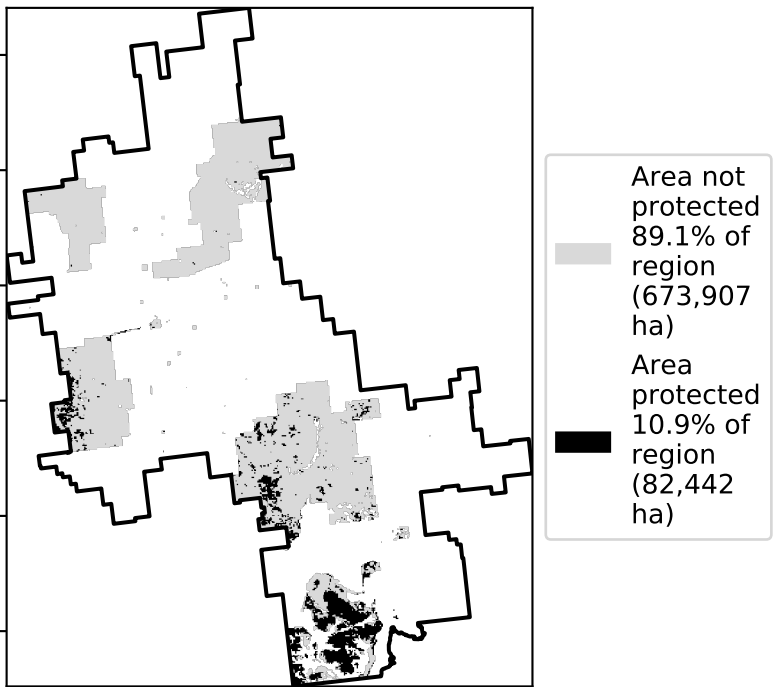 Area not
protected
89.1% of
region
(673,907
ha)
Area
protected
10.9% of
region
(82,442
ha)